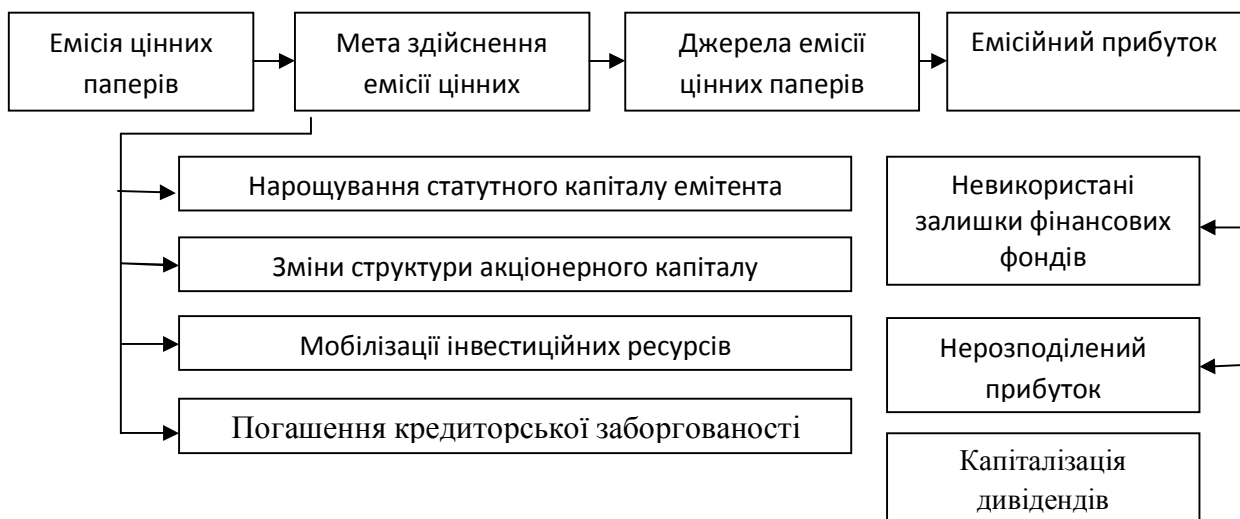 Емісія цінних
паперів
Мета здійснення
емісії цінних
Джерела емісії
цінних паперів
Емісійний прибуток
Нарощування статутного капіталу емітента
Зміни структури акціонерного капіталу
Мобілізації інвестиційних ресурсів
Погашення кредиторської заборгованості
Невикористані
залишки фінансових
фондів
Нерозподілений
прибуток
Капіталізація
дивідендів